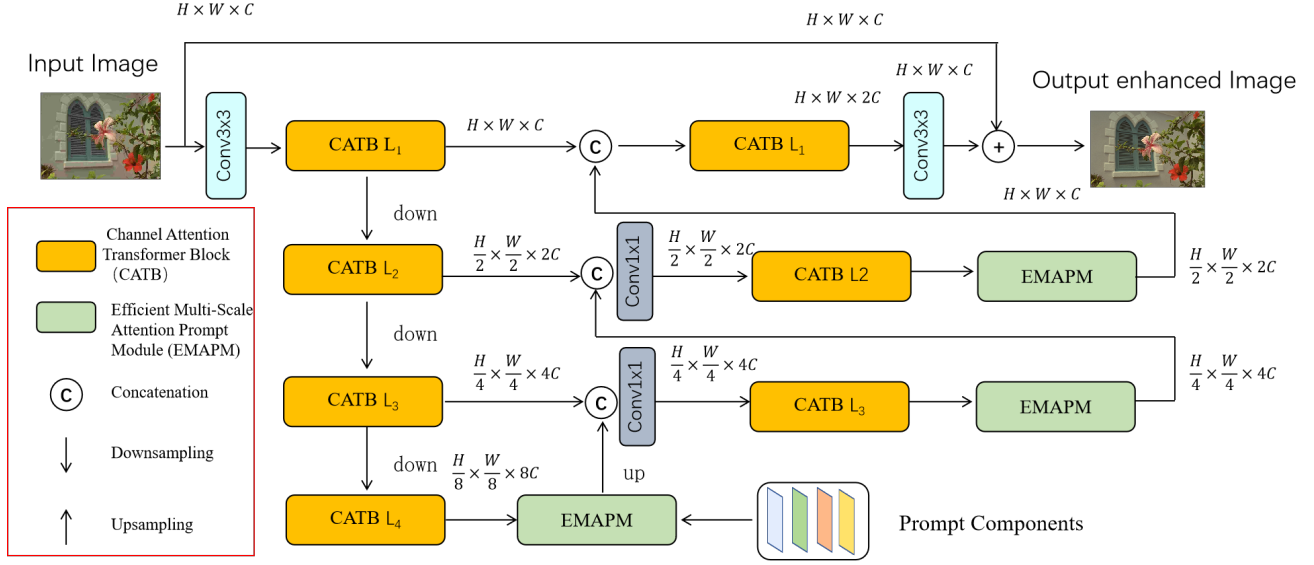 H × W × C
H × W × C
Input Image
H × W × C
Output enhanced Image
H × W × 2C
Conv3x3
CATB L₁
H × W × C
C
CATB L₁
Conv3x3
+
H × W × C
down
Channel Attention
Transformer Block
(CATB)
CATB L₂
H/2 × W/2 × 2C
C
Conv1x1
H/2 × W/2 × 2C
CATB L2
EMAPM
H/2 × W/2 × 2C
Efficient Multi-Scale
Attention Prompt
Module (EMAPM)
down
C
Concatenation
CATB L₃
H/4 × W/4 × 4C
C
Conv1x1
H/4 × W/4 × 4C
CATB L₃
EMAPM
H/4 × W/4 × 4C
Downsampling
down
H/8 × W/8 × 8C
up
Upsampling
CATB L₄
EMAPM
Prompt Components